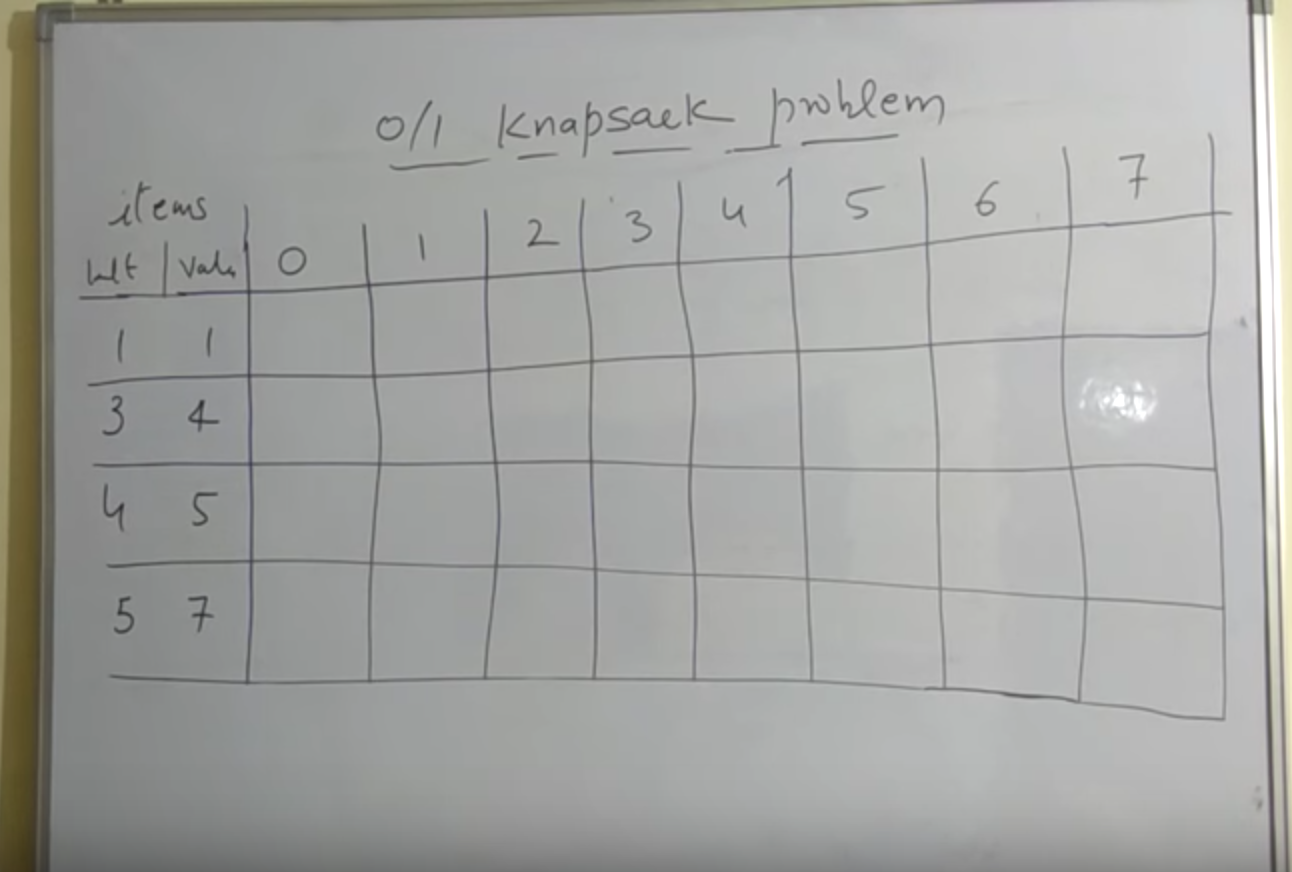 0/1 Knapsack problem
items
wt | val 0 1 2 3 4 5 6 7
1 1
3 4
4 5
5 7